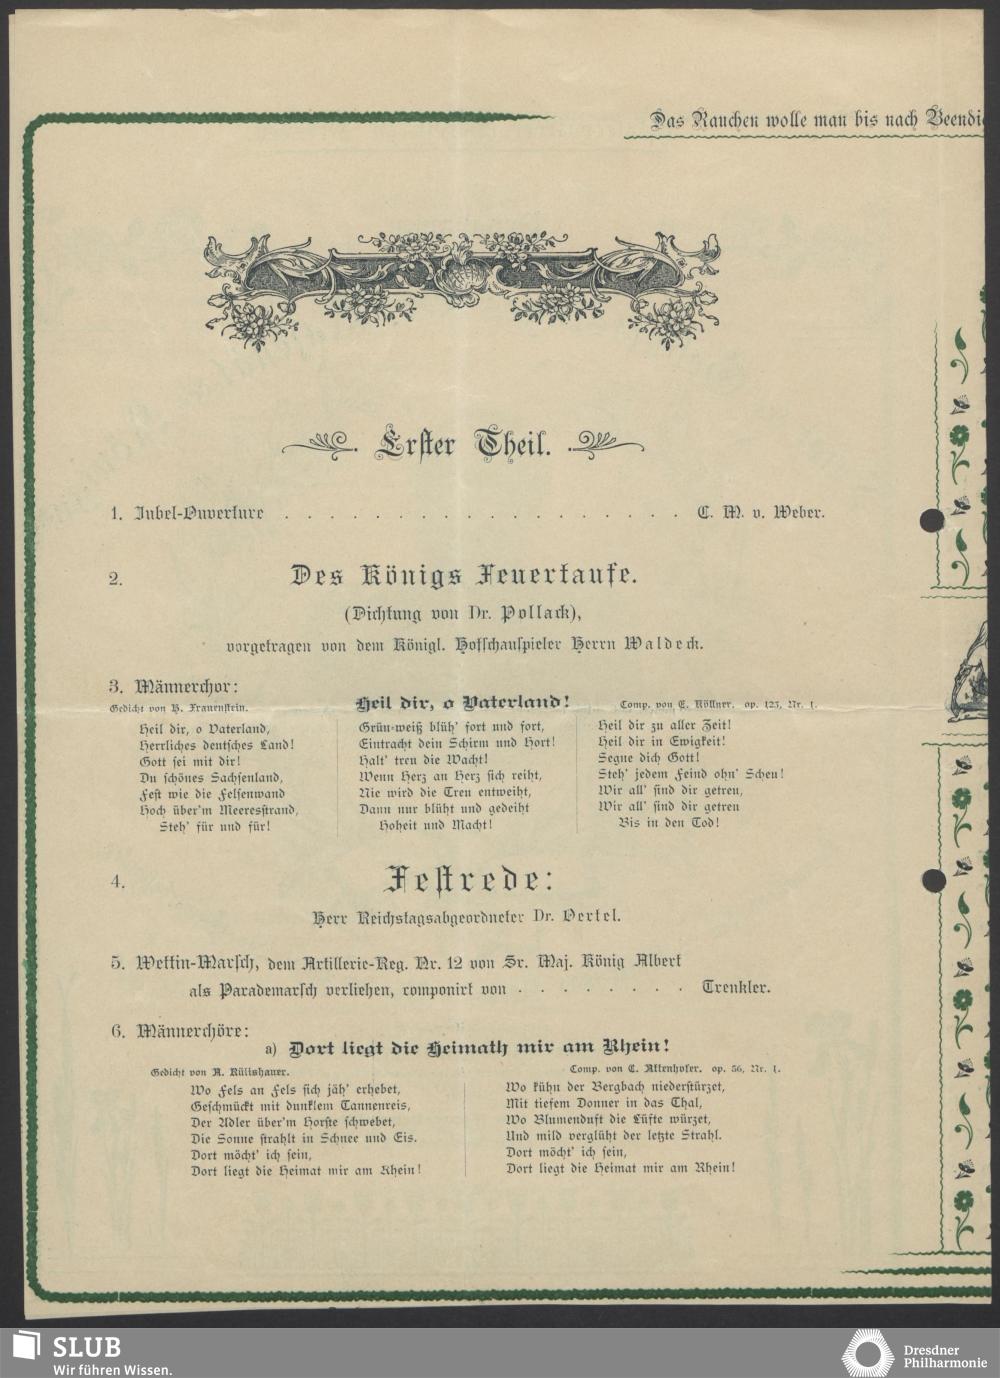 Das Rauchen wolle man bis nach
Erster Theil.
1. Jubel-Ouverture . . . . . . . . . . . . . . . . . . C. M. v. Weber.
2. Des Königs Feuertaufe.
(Dichtung von Dr. Pollack),
vorgetragen von dem Königl. Hofschauspieler Herrn Waldeck.
3. Männerchor:
Gedicht von H. Frauenstein.
Heil dir, o Vaterland!
Comp. von E. Köllner. op. 123, Nr. 1.
Heil dir, o Vaterland,
Herrliches deutsches Land!
Gott sei mit dir!
Du schönes Sachsenland,
Fest wie die Felsenwand
Hoch über'm Meeresstrand,
Steh' für und für!
Grün-weiß blüh' fort und fort,
Eintracht dein Schirm und Hort!
Halt' treu die Wacht!
Wenn Herz an Herz sich reiht,
Nie wird die Treu entweiht,
Dann nur blüht und gedeiht
Hoheit und Macht!
Heil dir zu aller Zeit!
Heil dir in Ewigkeit!
Segne dich Gott!
Steh' jedem Feind ohn' Scheu!
Wir all' sind dir getreu,
Wir all' sind dir getreu
Bis in den Tod!
4. Festrede:
Herr Reichstagsabgeordneter Dr. Oertel.
5. Wettin-Marsch, dem Artillerie-Reg. Nr. 12 von Sr. Maj. König Albert
als Parademarsch verliehen, componirt von . . . . . . . . Trenkler.
6. Männerchöre:
a) Dort liegt die Heimath mir am Rhein!
Gedicht von A. Küllshauer.
Comp. von C. Attenhofer. op. 56, Nr. 1.
Wo Fels an Fels sich jäh' erhebet,
Geschmückt mit dunklem Tannenreis,
Der Adler über'm Horste schwebet,
Die Sonne strahlt in Schnee und Eis.
Dort möcht' ich sein,
Dort liegt die Heimat mir am Rhein!
Wo kühn der Bergbach niederstürzet,
Mit tiefem Donner in das Thal,
Wo Blumenduft die Lüfte würzet,
Und mild verglüht der letzte Strahl.
Dort möcht' ich sein,
Dort liegt die Heimat mir am Rhein!
SLUB
Wir führen Wissen.
Dresdner
Philharmonie